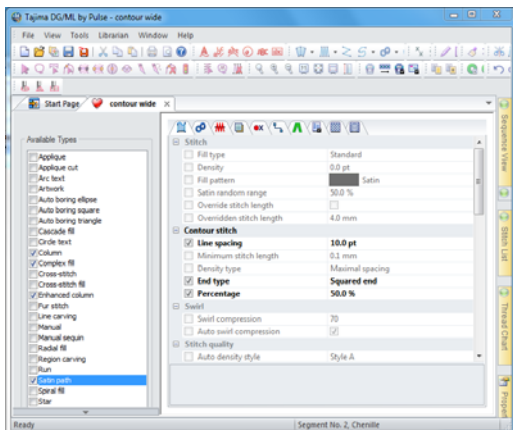 Tajima DG/ML by Pulse - contour wide
File View Tools Librarian Window Help
Start Page contour wide
Available Types
Applique
Applique cut
Arc text
Artwork
Auto boring ellipse
Auto boring square
Auto boring triangle
Cascade fill
Circle text
Column
Complex fill
Cross-stitch
Cross-stitch fill
Enhanced column
Fur stitch
Line carving
Manual
Manual sequin
Radial fill
Region carving
Run
Satin path
Spiral fill
Star
Stitch
Fill type Standard
Density 0.0 pt
Fill pattern Satin
Satin random range 50.0 %
Override stitch length
Overridden stitch length 4.0 mm
Contour stitch
Line spacing 10.0 pt
Minimum stitch length 0.1 mm
Density type Maximal spacing
End type Squared end
Percentage 50.0 %
Swirl
Swirl compression 70
Auto swirl compression
Stitch quality
Auto density style Style A
Sequence View
Stitch List
Thread Chart
Propert
Ready Segment No. 2, Chenille